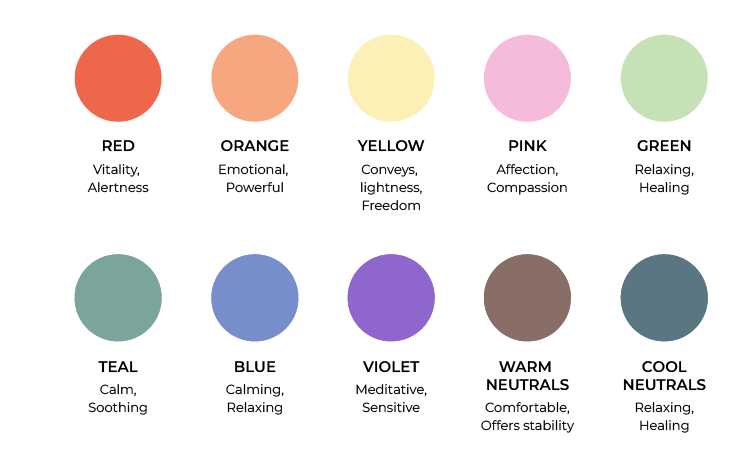 RED
Vitality,
Alertness
ORANGE
Emotional,
Powerful
YELLOW
Conveys,
lightness,
Freedom
PINK
Affection,
Compassion
GREEN
Relaxing,
Healing
TEAL
Calm,
Soothing
BLUE
Calming,
Relaxing
VIOLET
Meditative,
Sensitive
WARM
NEUTRALS
Comfortable,
Offers stability
COOL
NEUTRALS
Relaxing,
Healing